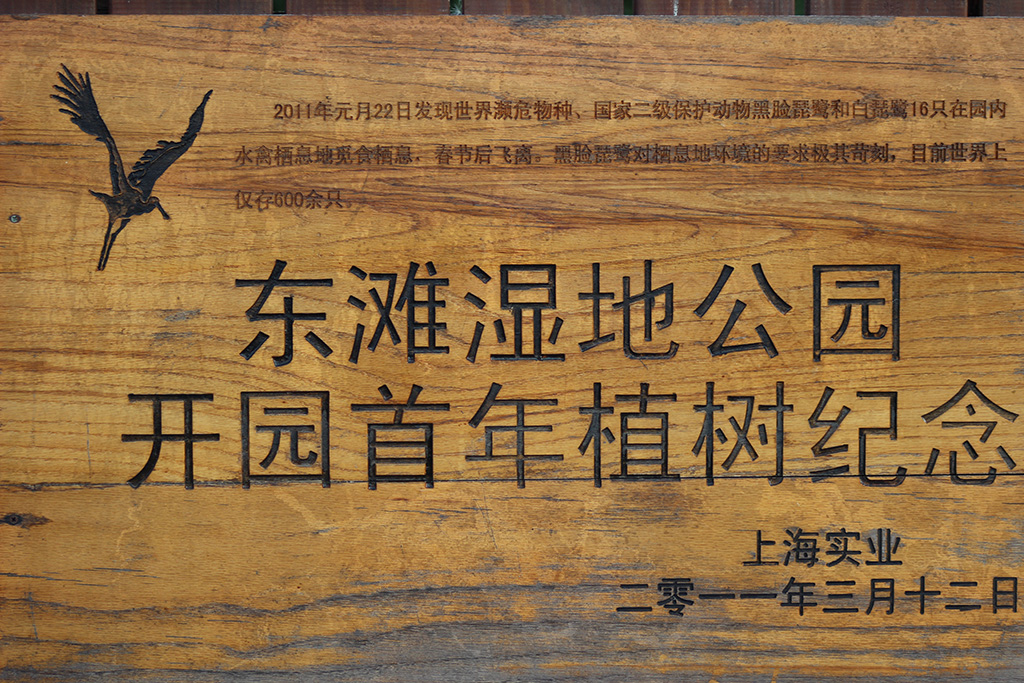 2011年元月22日发现世界濒危物种、国家二级保护动物黑脸琵鹭和白琵鹭16只在园内
水禽栖息地觅食栖息，春节后飞离。黑脸琵鹭对栖息地环境的要求极其苛刻，目前世界上
仅存600余只。
东滩湿地公园
开园首年植树纪念
上海实业
二零一一年三月十二日